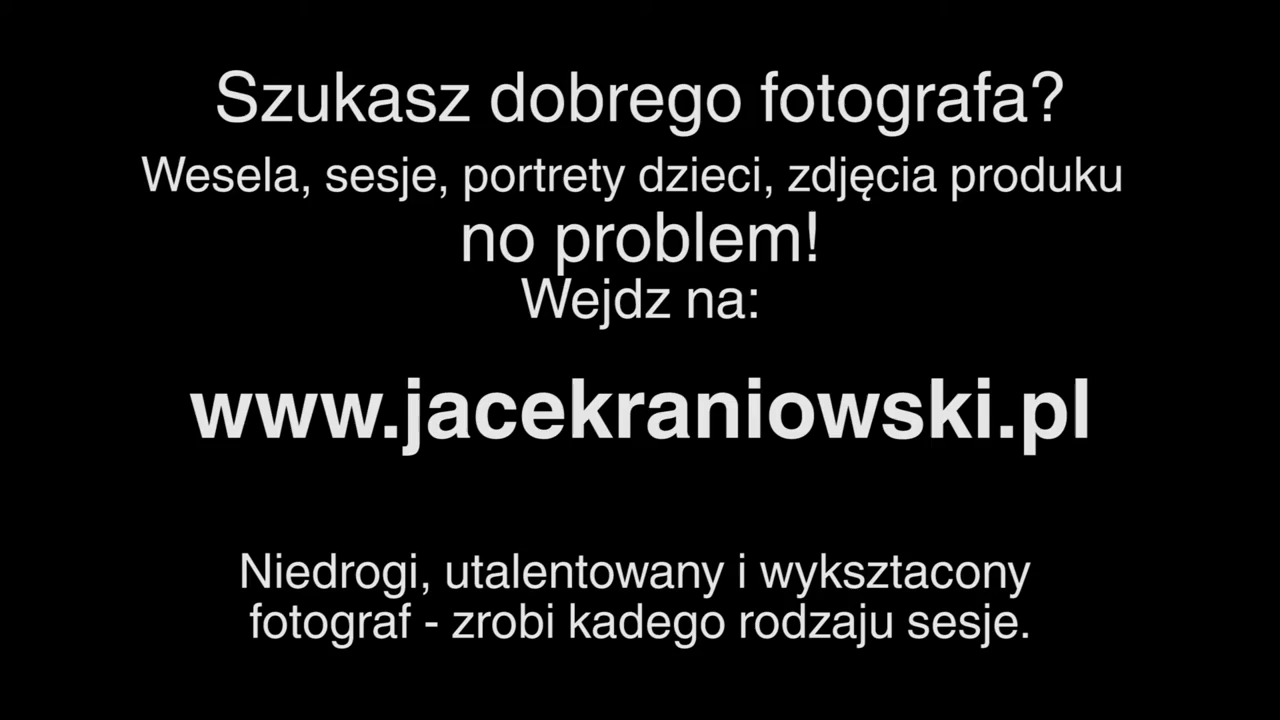 Szukasz dobrego fotografa?
Wesela, sesje, portrety dzieci, zdjęcia produku
no problem!
Wejdz na:
www.jacekraniowski.pl
Niedrogi, utalentowany i wyksztacony
fotograf - zrobi kadego rodzaju sesje.